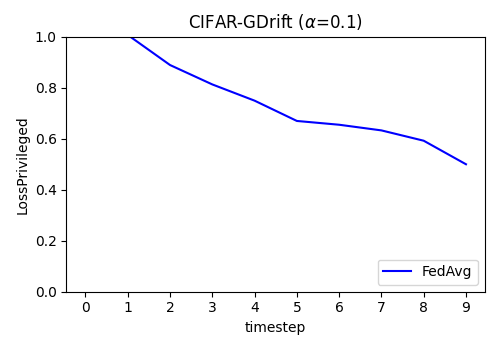 CIFAR-GDrift (α=0.1)
LossPrivileged
1.0
0.8
0.6
0.4
0.2
0.0
0 1 2 3 4 5 6 7 8 9
timestep
FedAvg